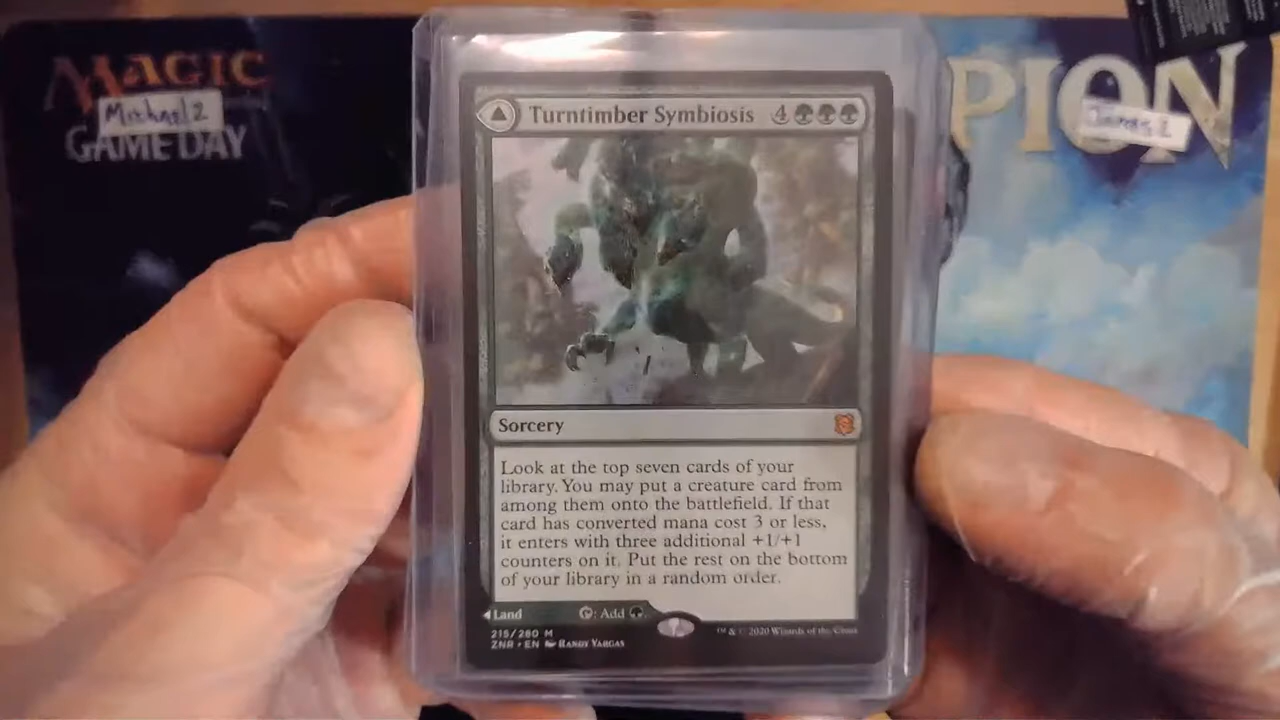 MAGIC
Michael 2
GAME DAY
PION
Turntimber Symbiosis 4
Sorcery
Look at the top seven cards of your
library. You may put a creature card from
among them onto the battlefield. If that
card has converted mana cost 3 or less,
it enters with three additional +1/+1
counters on it. Put the rest on the bottom
of your library in a random order.
Land : Add .
215/280 M
ZNR • EN RANDY VARGAS
™ & © 2020 Wizards of the Coast